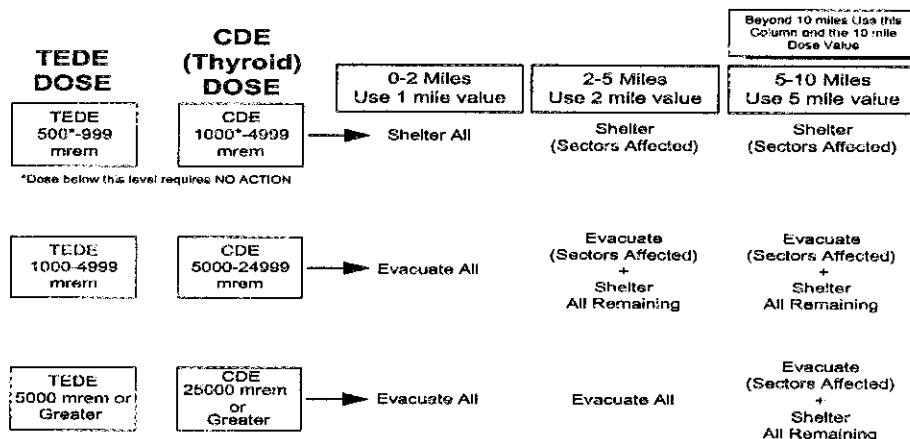 Beyond 10 miles Use this
Column and the 10 mile
Dose Value
TEDE
DOSE
CDE
(Thyroid)
DOSE
0-2 Miles
Use 1 mile value
2-5 Miles
Use 2 mile value
5-10 Miles
Use 5 mile value
TEDE
500*-999
mrem
CDE
1000*-4999
mrem
Shelter All
Shelter
(Sectors Affected)
Shelter
(Sectors Affected)
*Dose below this level requires NO ACTION
TEDE
1000-4999
mrem
CDE
5000-24999
mrem
Evacuate All
Evacuate
(Sectors Affected)
+
Shelter
All Remaining
Evacuate
(Sectors Affected)
+
Shelter
All Remaining
TEDE
5000 mrem or
Greater
CDE
25000 mrem
or
Greater
Evacuate All
Evacuate All
Evacuate
(Sectors Affected)
+
Shelter
All Remaining